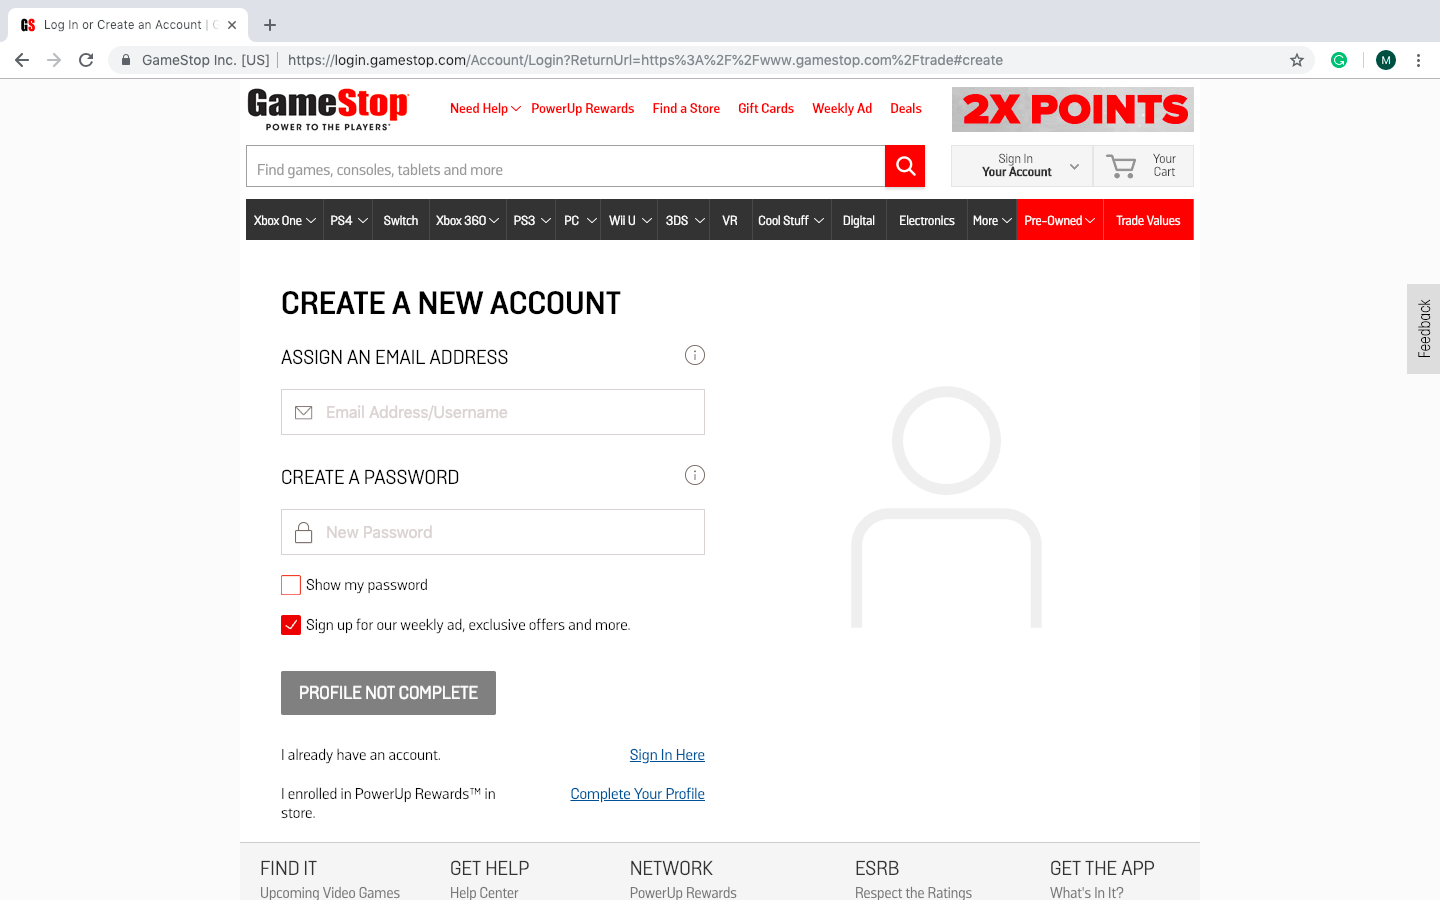 GS Log In or Create an Account |
GameStop Inc. [US] https://login.gamestop.com/Account/Login?ReturnUrl=https%3A%2F%2Fwww.gamestop.com%2Ftrade#create M
GameStop
POWER TO THE PLAYERS
Need Help PowerUp Rewards Find a Store Gift Cards Weekly Ad Deals
2X POINTS
Find games, consoles, tablets and more
Sign In
Your Account
Your
Cart
Xbox One PS4 Switch Xbox 360 PS3 PC Wii U 3DS VR Cool Stuff Digital Electronics More Pre-Owned Trade Values
CREATE A NEW ACCOUNT
ASSIGN AN EMAIL ADDRESS
Email Address/Username
CREATE A PASSWORD
New Password
Show my password
Sign up for our weekly ad, exclusive offers and more.
PROFILE NOT COMPLETE
I already have an account. Sign In Here
I enrolled in PowerUp Rewards™ in
store.
Complete Your Profile
Feedback
FIND IT GET HELP NETWORK ESRB GET THE APP
Upcoming Video Games Help Center PowerUp Rewards Respect the Ratings What's In It?